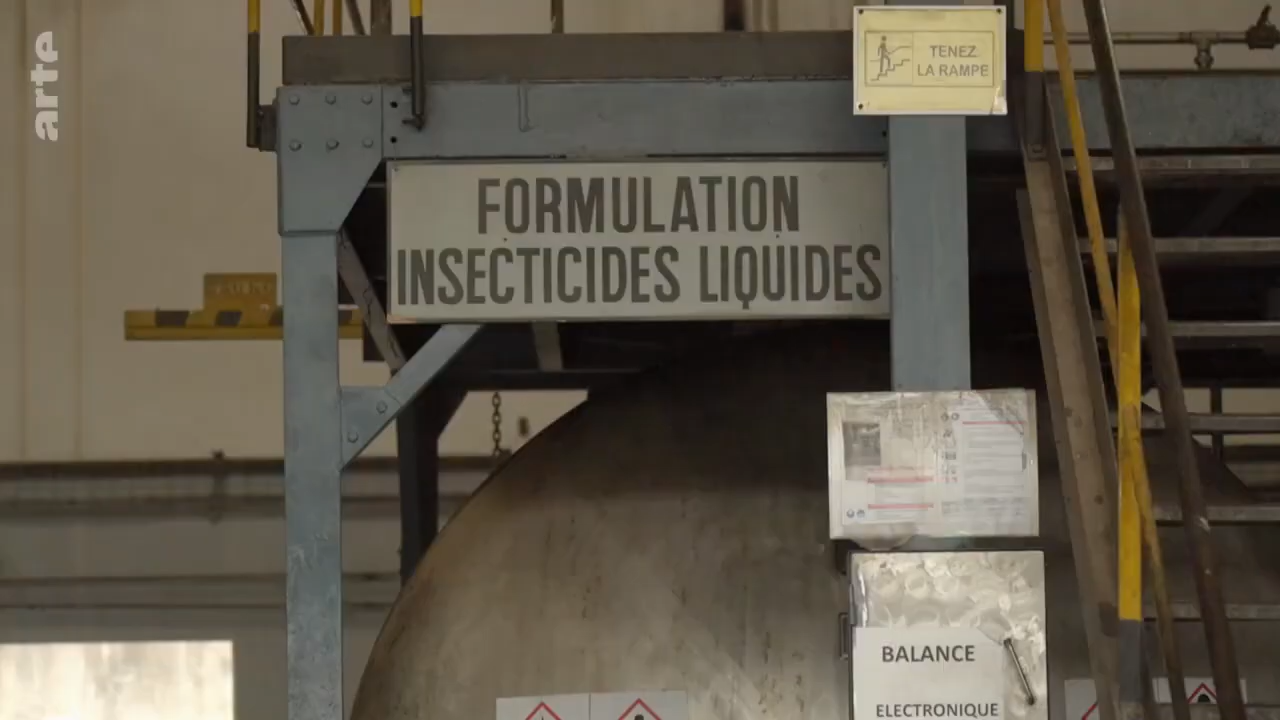 arte
TENEZ
LA RAMPE
FORMULATION
INSECTICIDES LIQUIDES
BALANCE
ELECTRONIQUE